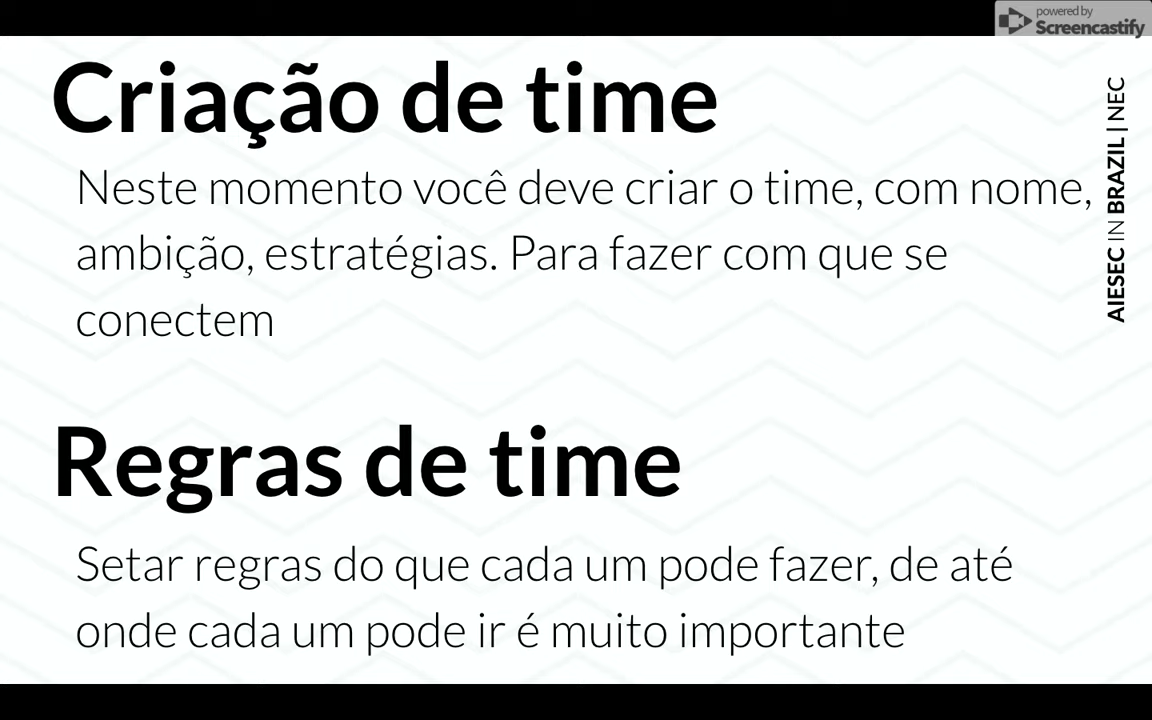 powered by
Screencastify
Criação de time
Neste momento você deve criar o time, com nome,
ambição, estratégias. Para fazer com que se
conectem
Regras de time
Setar regras do que cada um pode fazer, de até
onde cada um pode ir é muito importante
AIESEC IN BRAZIL | NEC